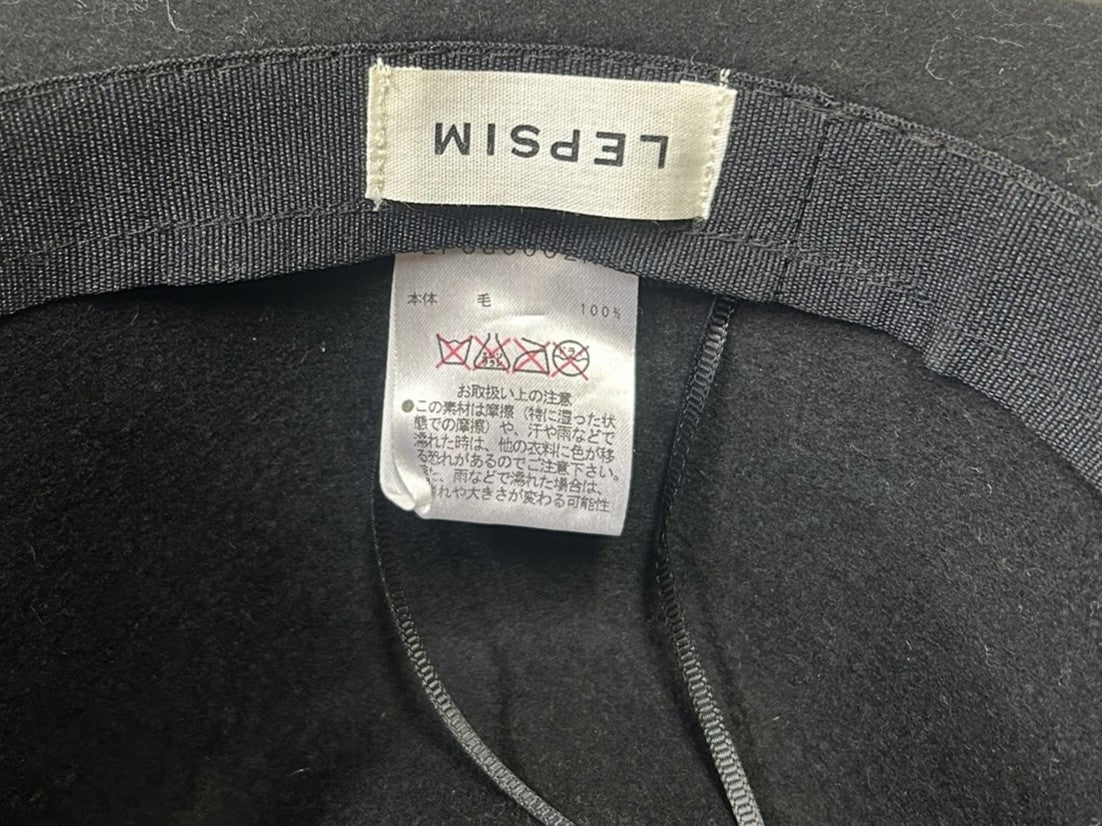 LEPSIM
本体 毛 100%
お取扱い上の注意
●この素材は摩擦（特に湿った状
態での摩擦）や、汗や雨などで
濡れた時は、他の衣料に色が移
る恐れがあるのでご注意下さい。
、雨などで濡れた場合は、
れや大きさが変わる可能性